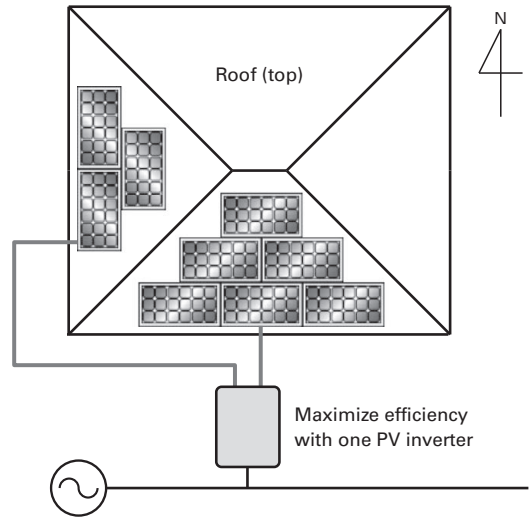 N
Roof (top)
Maximize efficiency
with one PV inverter